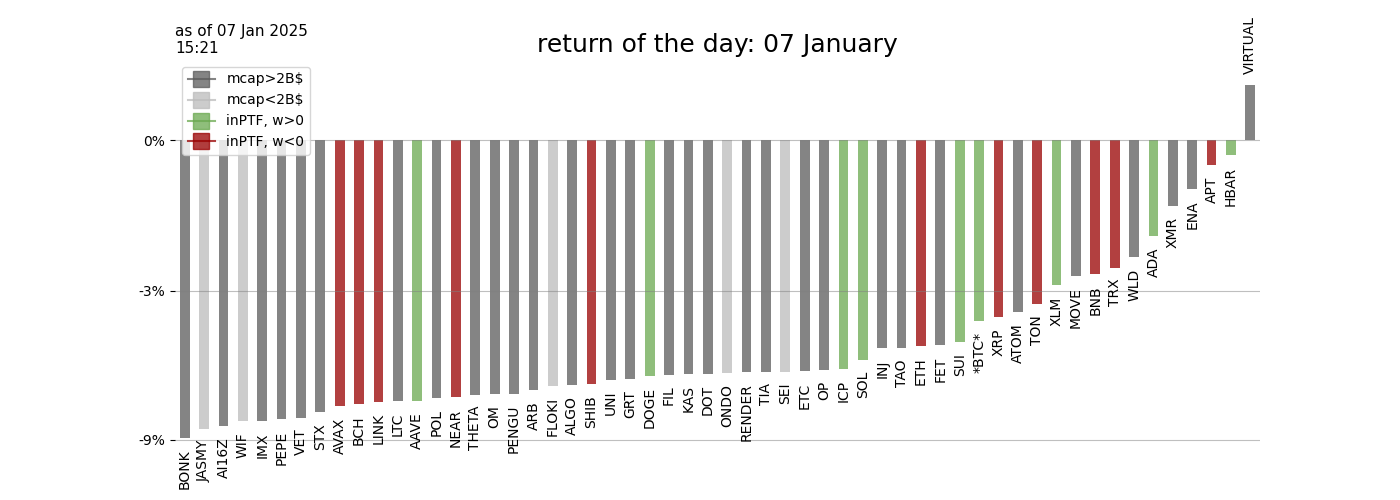 as of 07 Jan 2025
15:21
return of the day: 07 January
mcap>2B$
mcap<2B$
inPTF, w>0
inPTF, w<0
0%
-3%
-9%
BONK
JASMY
AI16Z
WIF
IMX
PEPE
VET
STX
AVAX
BCH
LINK
LTC
AAVE
POL
NEAR
THETA
OM
PENGU
ARB
FLOKI
ALGO
SHIB
UNI
GRT
DOGE
FIL
KAS
DOT
ONDO
RENDER
TIA
SEI
ETC
OP
ICP
SOL
INJ
TAO
ETH
FET
SUI
*BTC*
XRP
ATOM
TON
XLM
MOVE
BNB
TRX
WLD
ADA
XMR
ENA
APT
HBAR
VIRTUAL